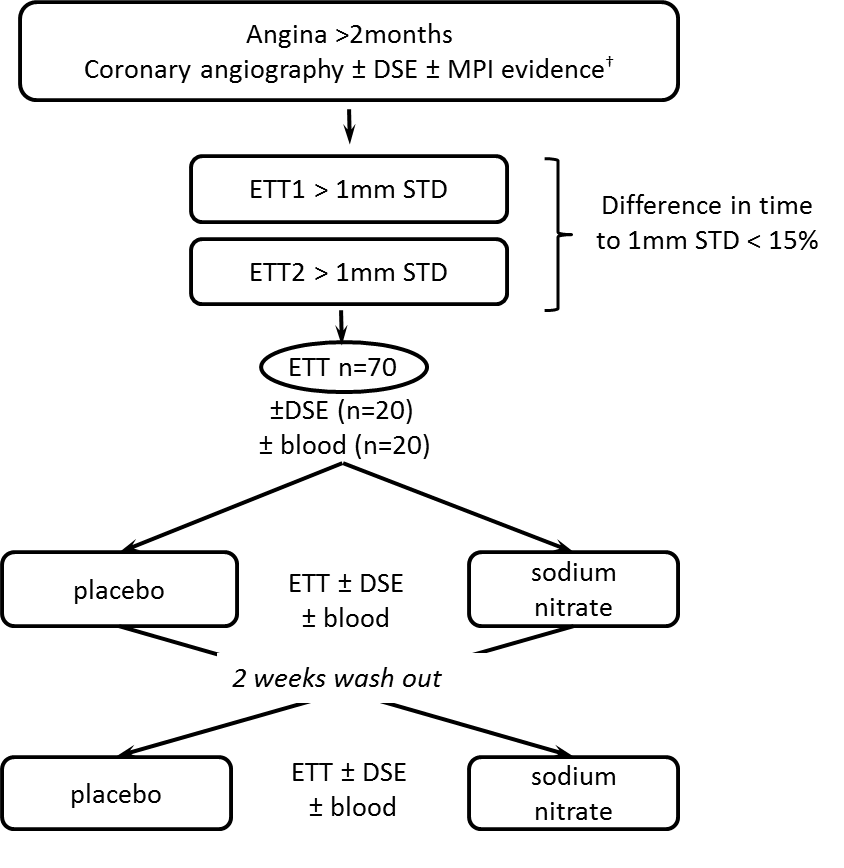 Angina >2months
Coronary angiography ± DSE ± MPI evidence†
ETT1 > 1mm STD
Difference in time
to 1mm STD < 15%
ETT2 > 1mm STD
ETT n=70
±DSE (n=20)
± blood (n=20)
placebo
ETT ± DSE
± blood
sodium
nitrate
2 weeks wash out
placebo
ETT ± DSE
± blood
sodium
nitrate